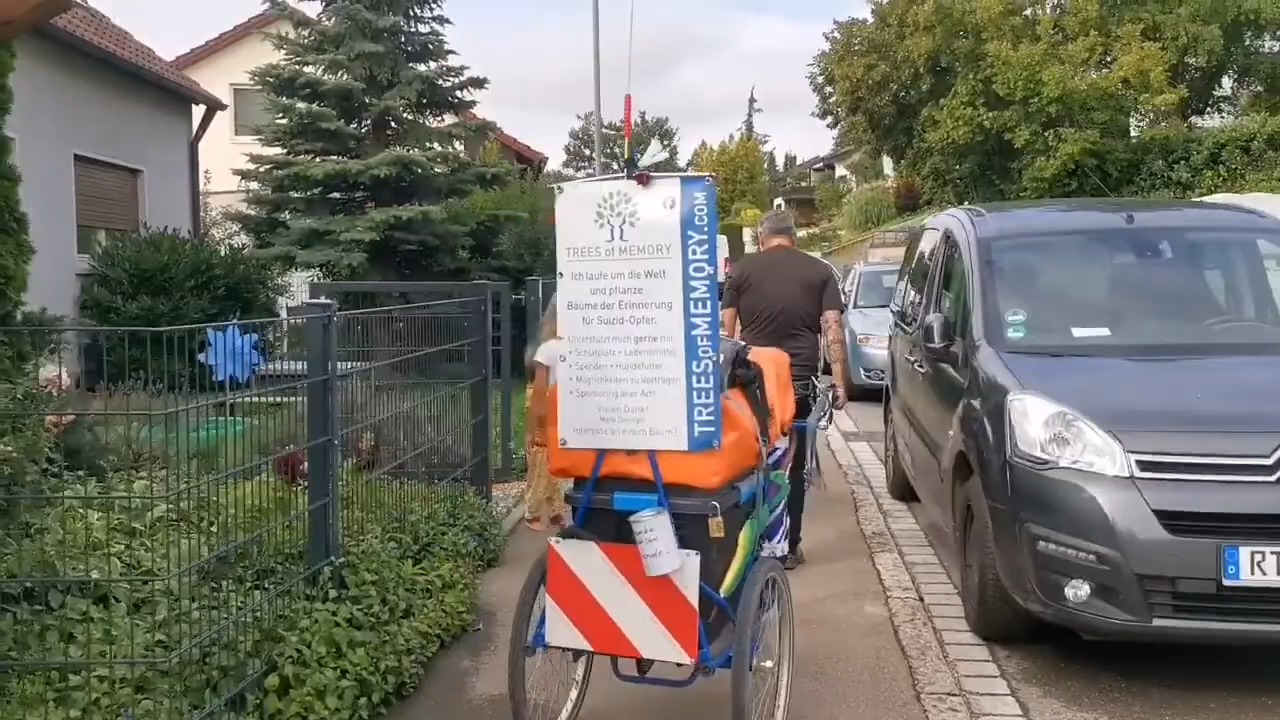 TREES of MEMORY
Ich laufe um die Welt
und pflanze
Bäume der Erinnerung
für Suizid-Opfer.
Unterstützt mich gerne mit
• Schlafplatz • Lebensmittel
• Spenden • Hundefutter
• Möglichkeiten zu Vorträgen
• Sponsoring aller Art!
Vielen Dank!
Mario Dieringer
Interesse an einem Baum?
TREESOFMEMORY.COM
RT